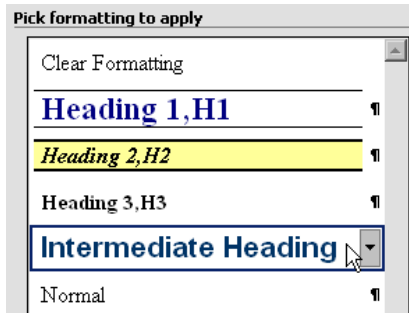 Pick formatting to apply
Clear Formatting
Heading 1,H1 ¶
Heading 2,H2 ¶
Heading 3,H3 ¶
Intermediate Heading
Normal ¶